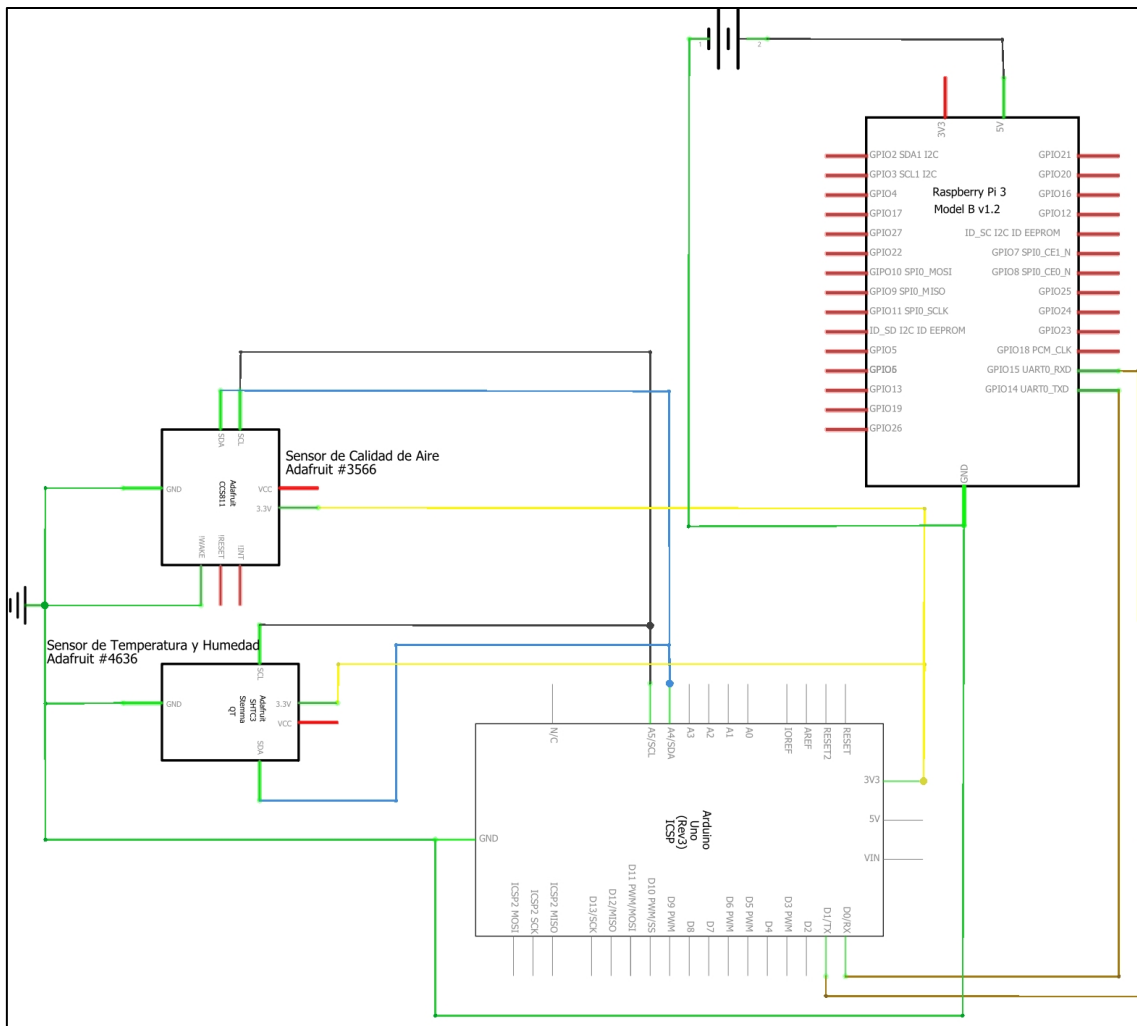 1
2
3V3
5V
GPIO2 SDA1 I2C
GPIO3 SCL1 I2C
GPIO4
GPIO17
GPIO27
GPIO22
GIPO10 SPI0_MOSI
GPIO9 SPI0_MISO
GPIO11 SPI0_SCLK
ID_SD I2C ID EEPROM
GPIO5
GPIO6
GPIO13
GPIO19
GPIO26
Raspberry Pi 3
Model B v1.2
GPIO21
GPIO20
GPIO16
GPIO12
ID_SC I2C ID EEPROM
GPIO7 SPI0_CE1_N
GPIO8 SPI0_CE0_N
GPIO25
GPIO24
GPIO23
GPIO18 PCM_CLK
GPIO15 UART0_RXD
GPIO14 UART0_TXD
GND
Sensor de Calidad de Aire
Adafruit #3566
SDA
SCL
GND
Adafruit
CCS811
VCC
3.3V
!WAKE
!RESET
!INT
Sensor de Temperatura y Humedad
Adafruit #4636
SCL
GND
Adafruit
SHTC3
Stemma
QT
3.3V
VCC
SDA
N/C
A5/SCL
A4/SDA
A3
A2
A1
A0
IOREF
AREF
RESET2
RESET
3V3
5V
VIN
GND
Arduino
Uno
(Rev3)
ICSP
ICSP2 MOSI
ICSP2 SCK
ICSP2 MISO
D13/SCK
D12/MISO
D11 PWM/MOSI
D10 PWM/SS
D9 PWM
D8
D7
D6 PWM
D5 PWM
D4
D3 PWM
D2
D1/TX
D0/RX